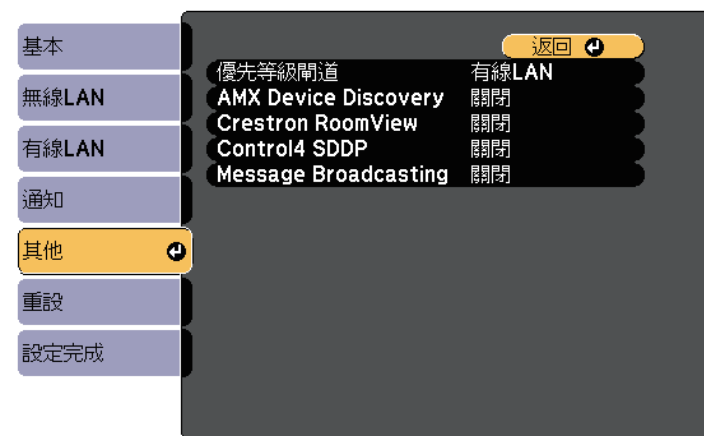 基本
無線LAN
有線LAN
通知
其他
重設
設定完成
返回
優先等級閘道 有線LAN
AMX Device Discovery 關閉
Crestron RoomView 關閉
Control4 SDDP 關閉
Message Broadcasting 關閉